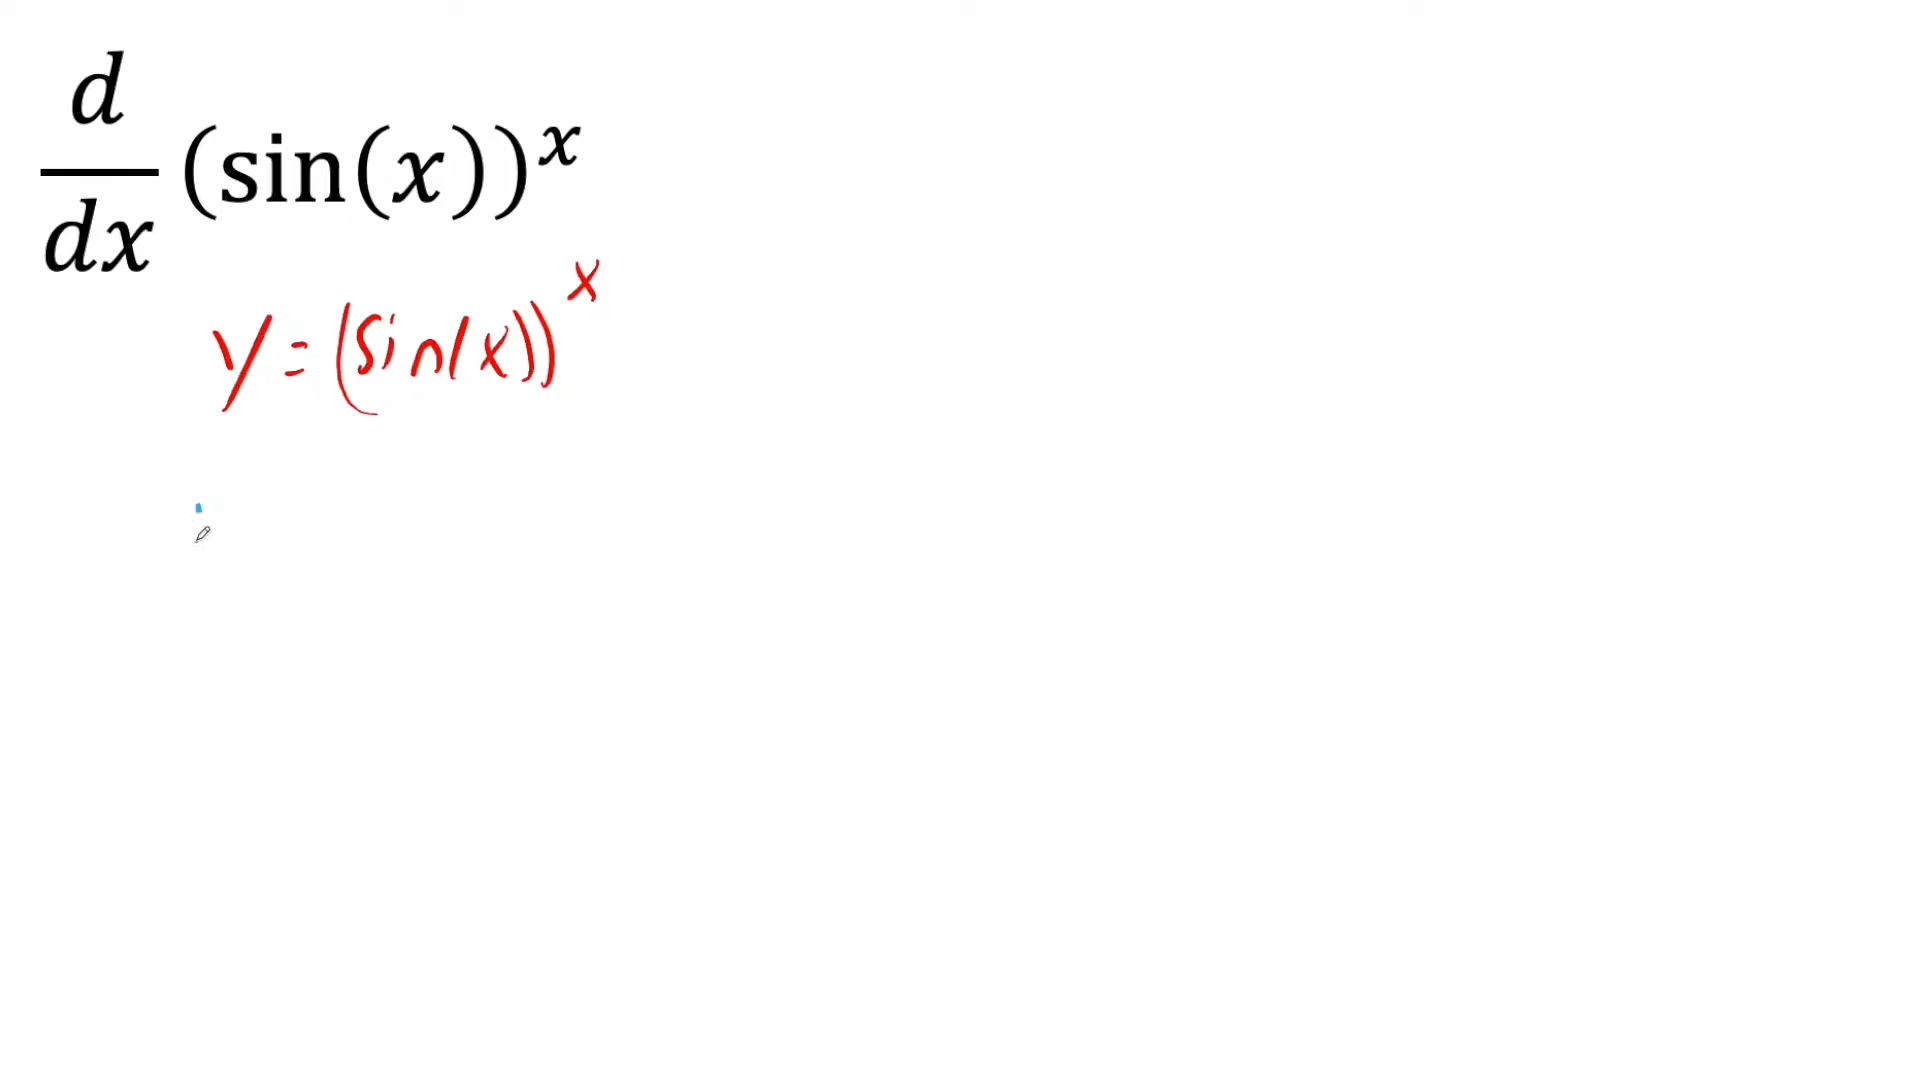 d/dx (sin(x))^x
y = (sin(x))^x